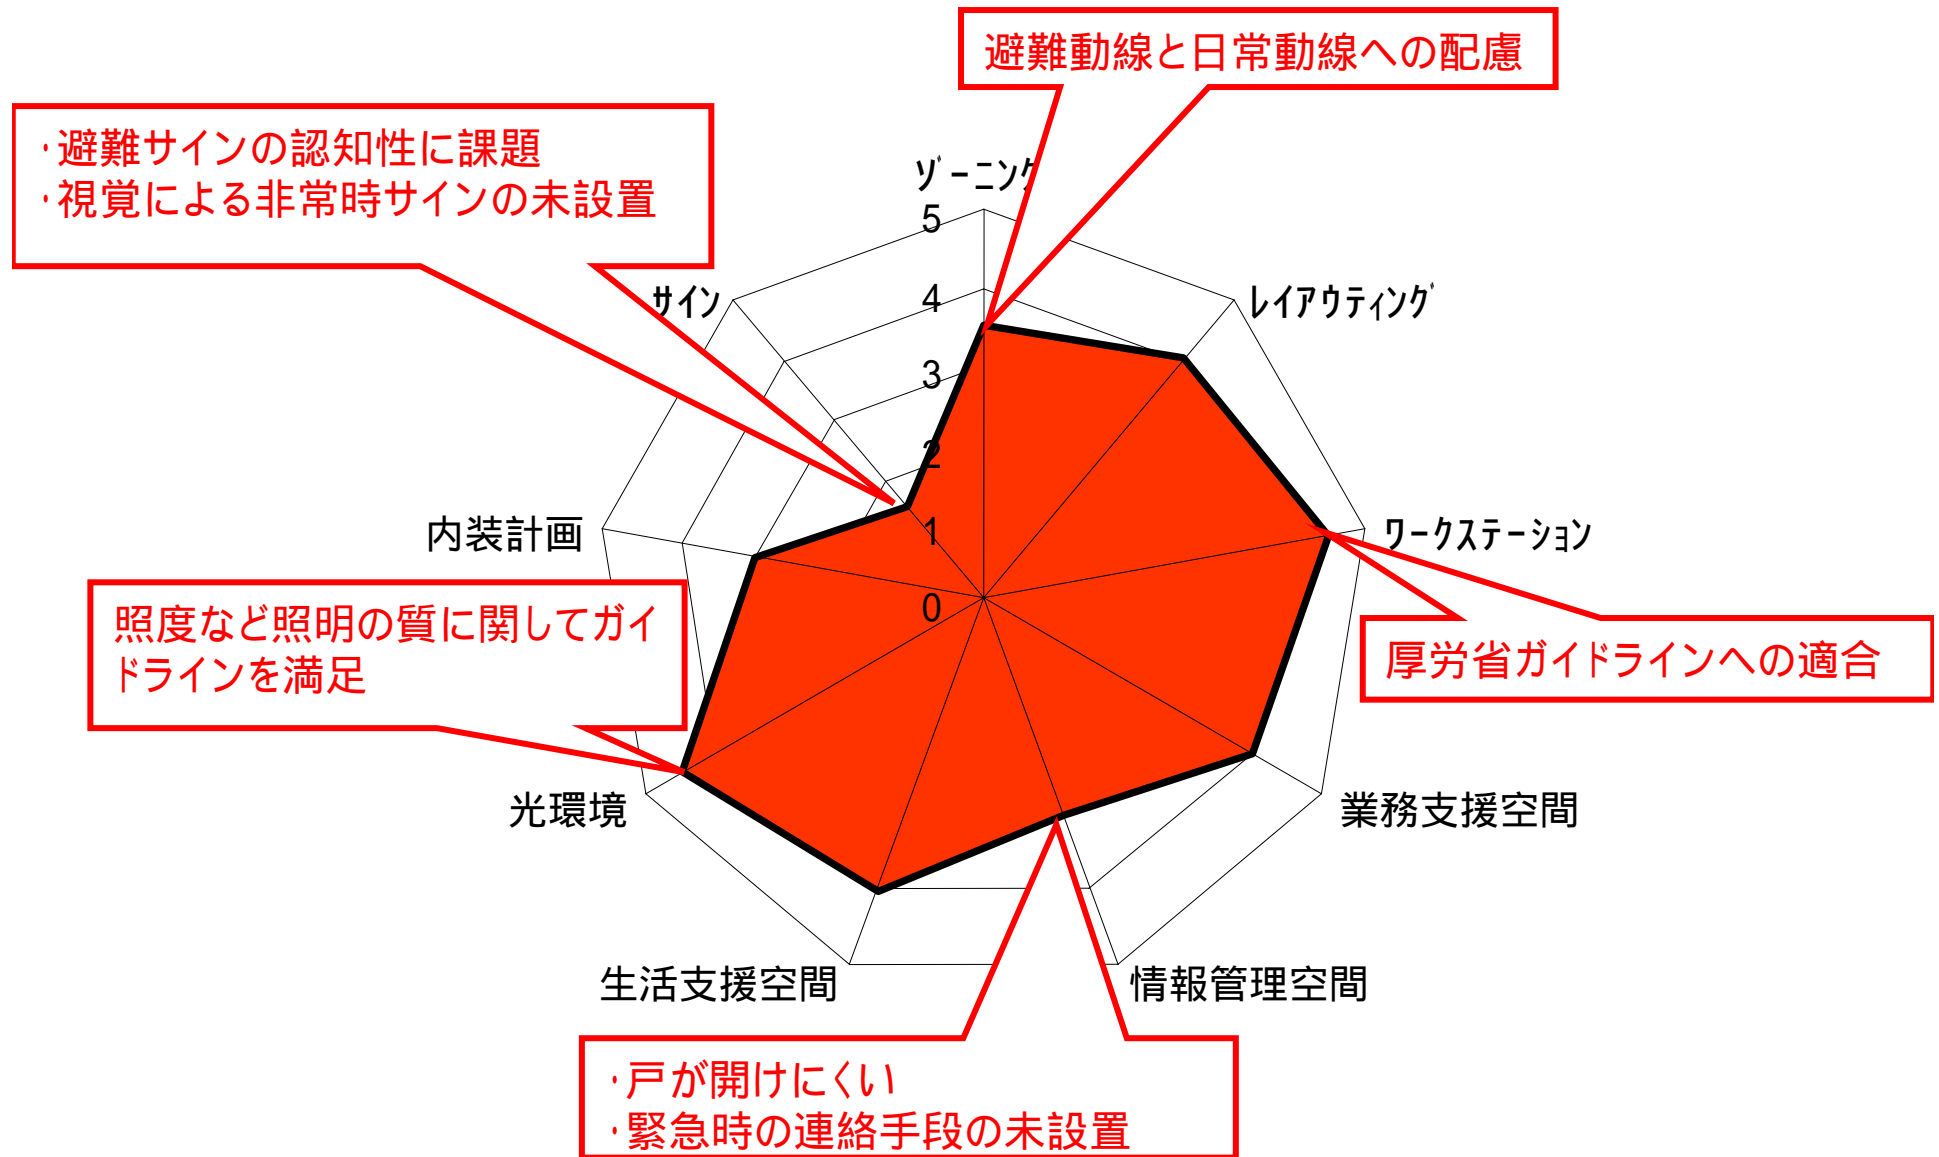 避難動線と日常動線への配慮
・避難サインの認知性に課題
・視覚による非常時サインの未設置
ｿﾞｰﾆﾝｸ
5
4
3
2
1
0
ｻｲﾝ
ﾚｲｱｳﾃｨﾝｸﾞ
内装計画
ﾜｰｸｽﾃｰｼｮﾝ
照度など照明の質に関してガイ
ドラインを満足
厚労省ガイドラインへの適合
光環境
業務支援空間
生活支援空間
情報管理空間
・戸が開けにくい
・緊急時の連絡手段の未設置